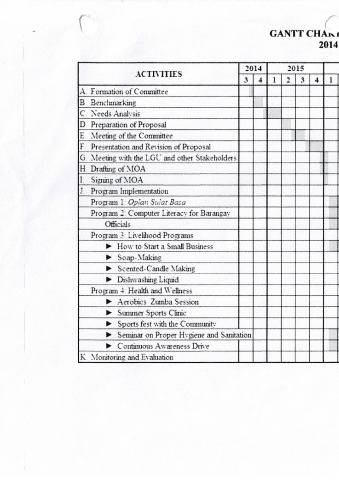 GANTT CHAR
2014
ACTIVITIES 2014 2015
3 4 1 2 3 4 1
A. Formation of Committee
B. Benchmarking
C. Needs Analysis
D. Preparation of Proposal
E. Meeting of the Committee
F. Presentation and Revision of Proposal
G. Meeting with the LGU and other Stakeholders
H. Drafting of MOA
I. Signing of MOA
J. Program Implementation
Program 1: Oplan Sulat Basa
Program 2: Computer Literacy for Barangay
Officials
Program 3: Livelihood Programs
► How to Start a Small Business
► Soap-Making
► Scented-Candle Making
► Dishwashing Liquid
Program 4: Health and Wellness
► Aerobics Zumba Session
► Summer Sports Clinic
► Sports fest with the Community
► Seminar on Proper Hygiene and Sanitation
► Continuous Awareness Drive
K. Monitoring and Evaluation